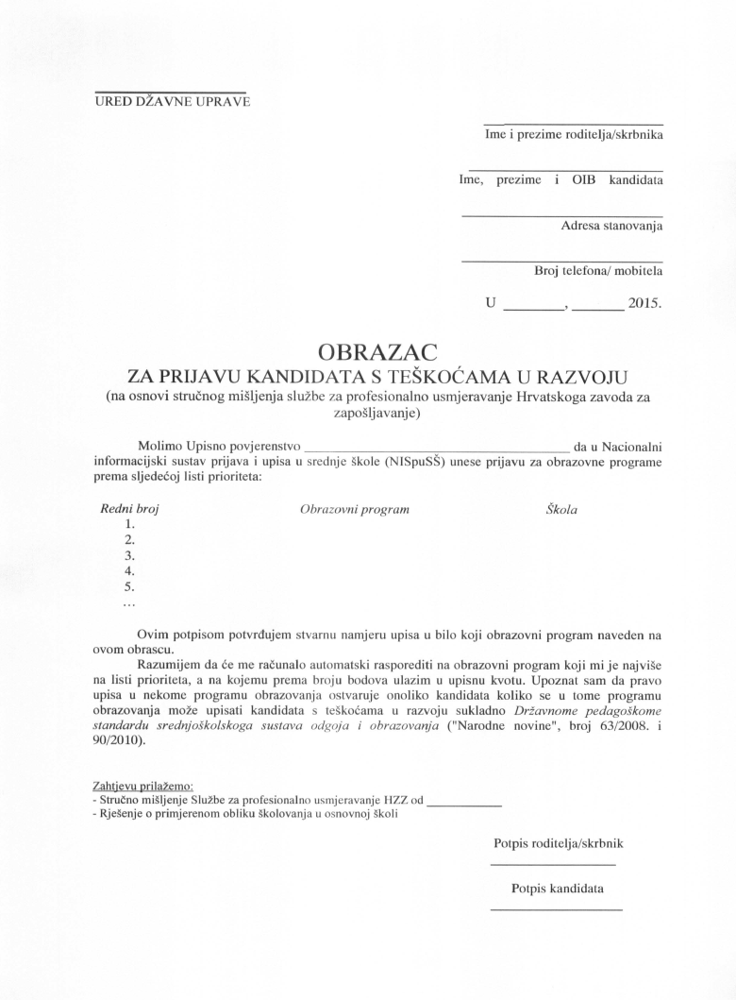 URED DŽAVNE UPRAVE
Ime i prezime roditelja/skrbnika
Ime, prezime i OIB kandidata
Adresa stanovanja
Broj telefona/ mobitela
U ________, _______ 2015.
OBRAZAC
ZA PRIJAVU KANDIDATA S TEŠKOĆAMA U RAZVOJU
(na osnovi stručnog mišljenja službe za profesionalno usmjeravanje Hrvatskoga zavoda za
zapošljavanje)
Molimo Upisno povjerenstvo ________________________________________ da u Nacionalni
informacijski sustav prijava i upisa u srednje škole (NISpuSŠ) unese prijavu za obrazovne programe
prema sljedećoj listi prioriteta:
Redni broj Obrazovni program Škola
1.
2.
3.
4.
5.
...
Ovim potpisom potvrđujem stvarnu namjeru upisa u bilo koji obrazovni program naveden na
ovom obrascu.
Razumijem da će me računalo automatski rasporediti na obrazovni program koji mi je najviše
na listi prioriteta, a na kojemu prema broju bodova ulazim u upisnu kvotu. Upoznat sam da pravo
upisa u nekome programu obrazovanja ostvaruje onoliko kandidata koliko se u tome programu
obrazovanja može upisati kandidata s teškoćama u razvoju sukladno Državnome pedagoškome
standardu srednjoškolskoga sustava odgoja i obrazovanja ("Narodne novine", broj 63/2008. i
90/2010).
Zahtjevu prilažemo:
- Stručno mišljenje Službe za profesionalno usmjeravanje HZZ od ____________
- Rješenje o primjerenom obliku školovanja u osnovnoj školi
Potpis roditelja/skrbnik
Potpis kandidata